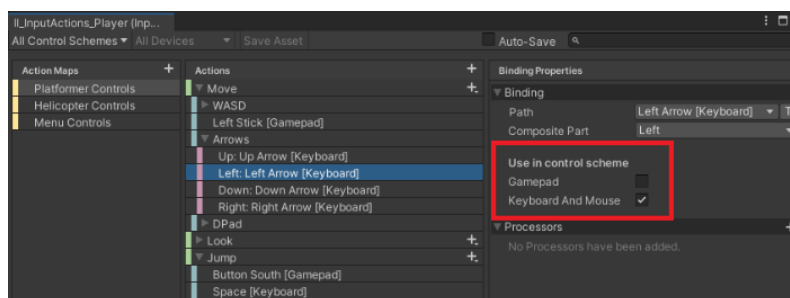 II_InputActions_Player (Inp...
All Control Schemes All Devices Save Asset Auto-Save
Action Maps + Actions + Binding Properties
Platformer Controls
Helicopter Controls
Menu Controls
Move +
WASD
Left Stick [Gamepad]
Arrows
Up: Up Arrow [Keyboard]
Left: Left Arrow [Keyboard]
Down: Down Arrow [Keyboard]
Right: Right Arrow [Keyboard]
DPad
Look +
Jump +
Button South [Gamepad]
Space [Keyboard]
Binding
Path Left Arrow [Keyboard] T
Composite Part Left
Use in control scheme
Gamepad
Keyboard And Mouse
Processors +
No Processors have been added.